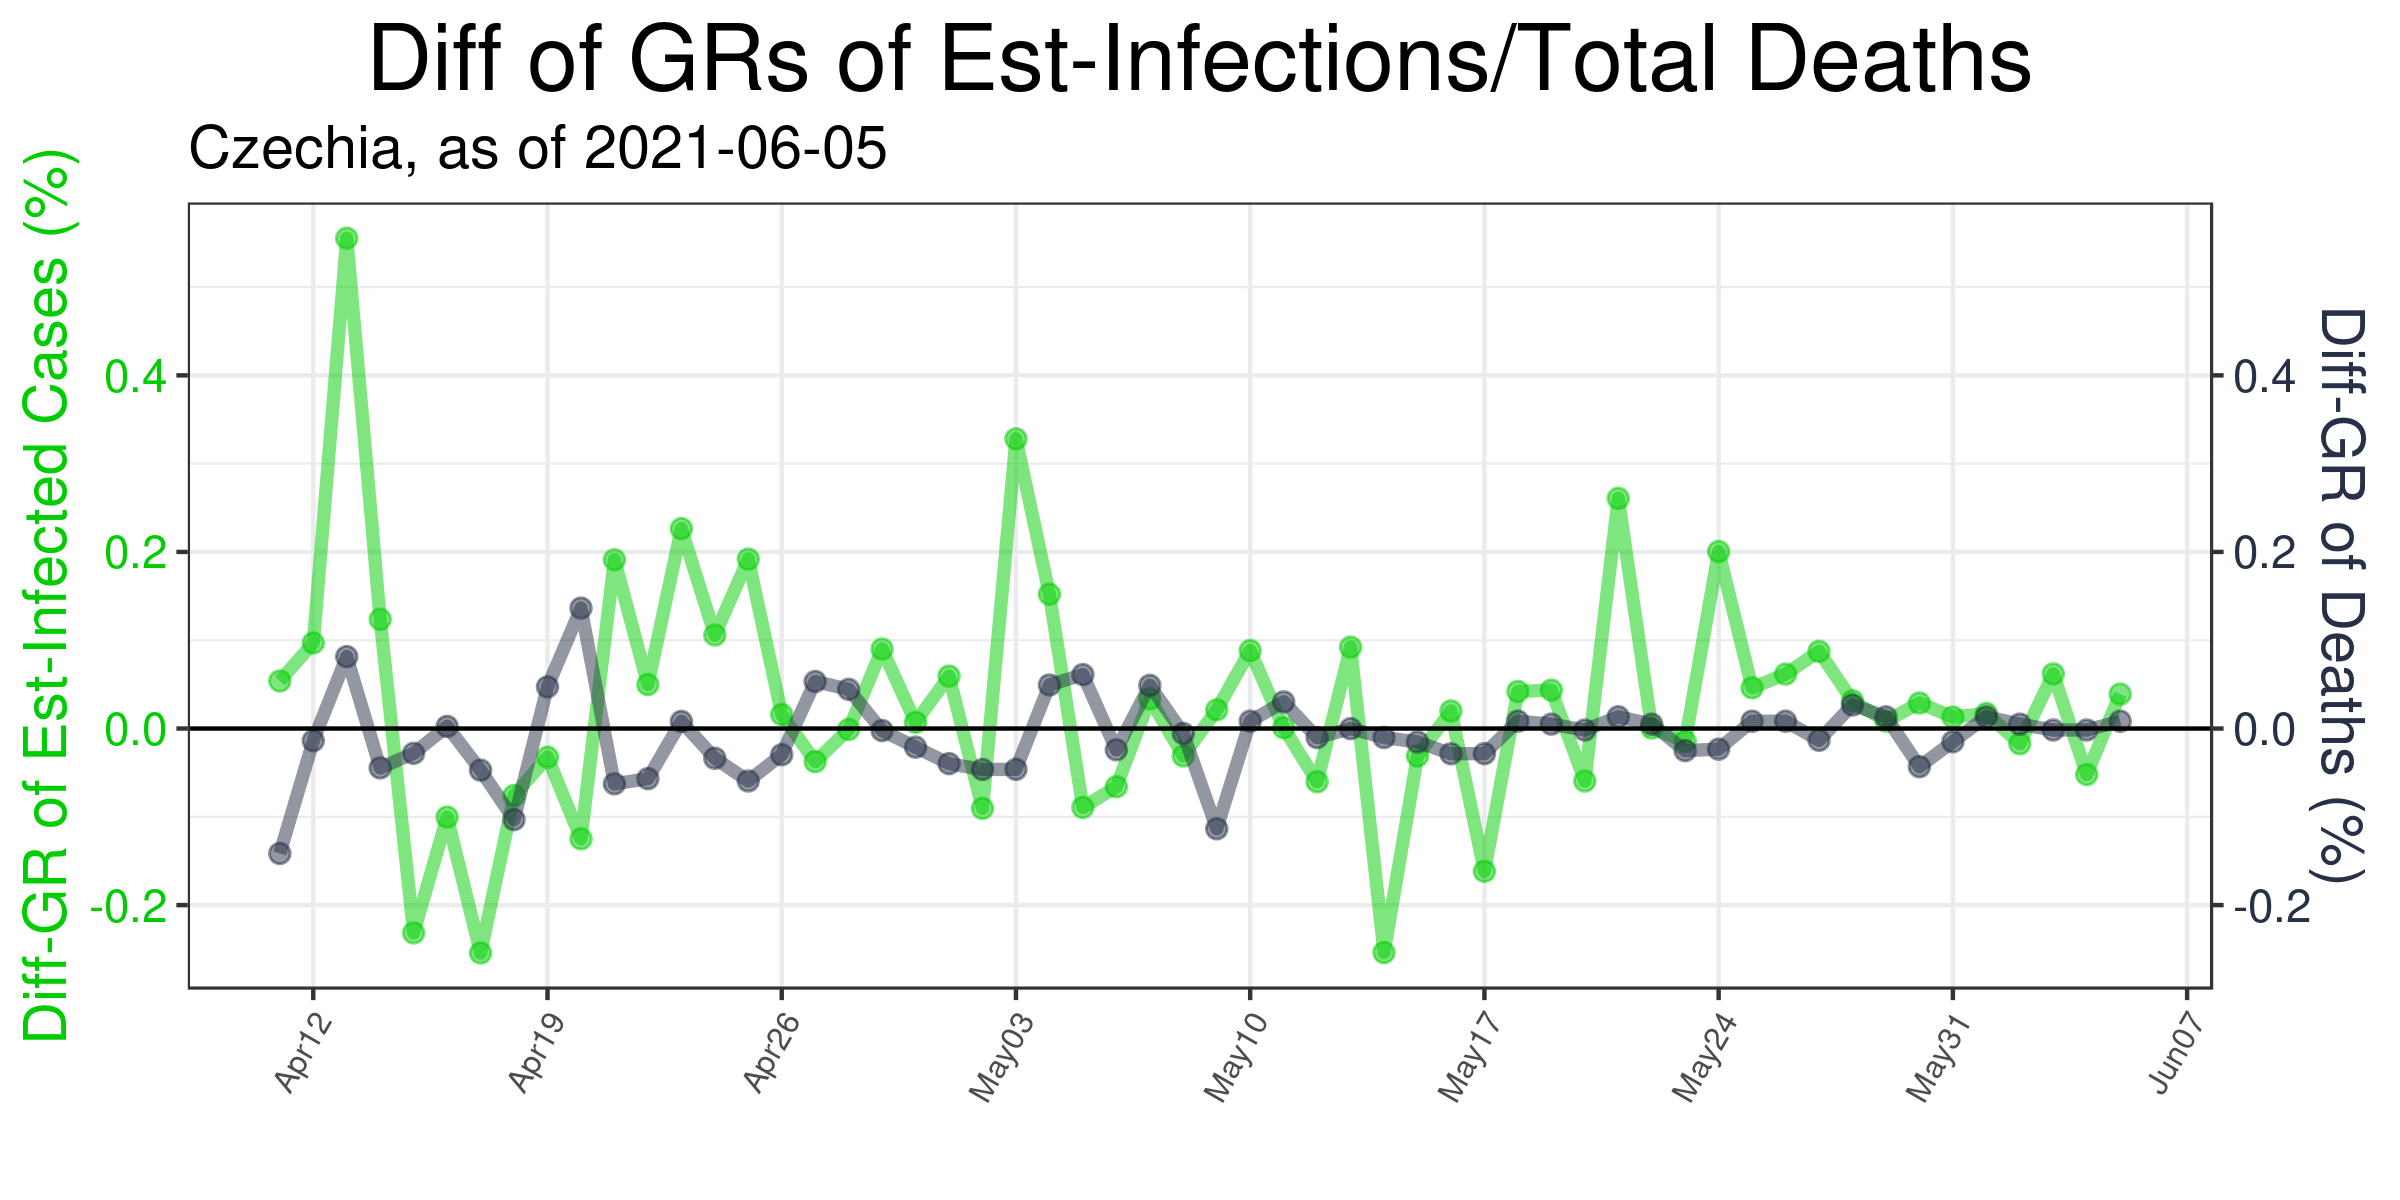 Diff of GRs of Est-Infections/Total Deaths
Czechia, as of 2021-06-05
Diff-GR of Est-Infected Cases (%)
0.4
0.2
0.0
-0.2
0.4
0.2
0.0
-0.2
Diff-GR of Deaths (%)
Apr12
Apr19
Apr26
May03
May10
May17
May24
May31
Jun07